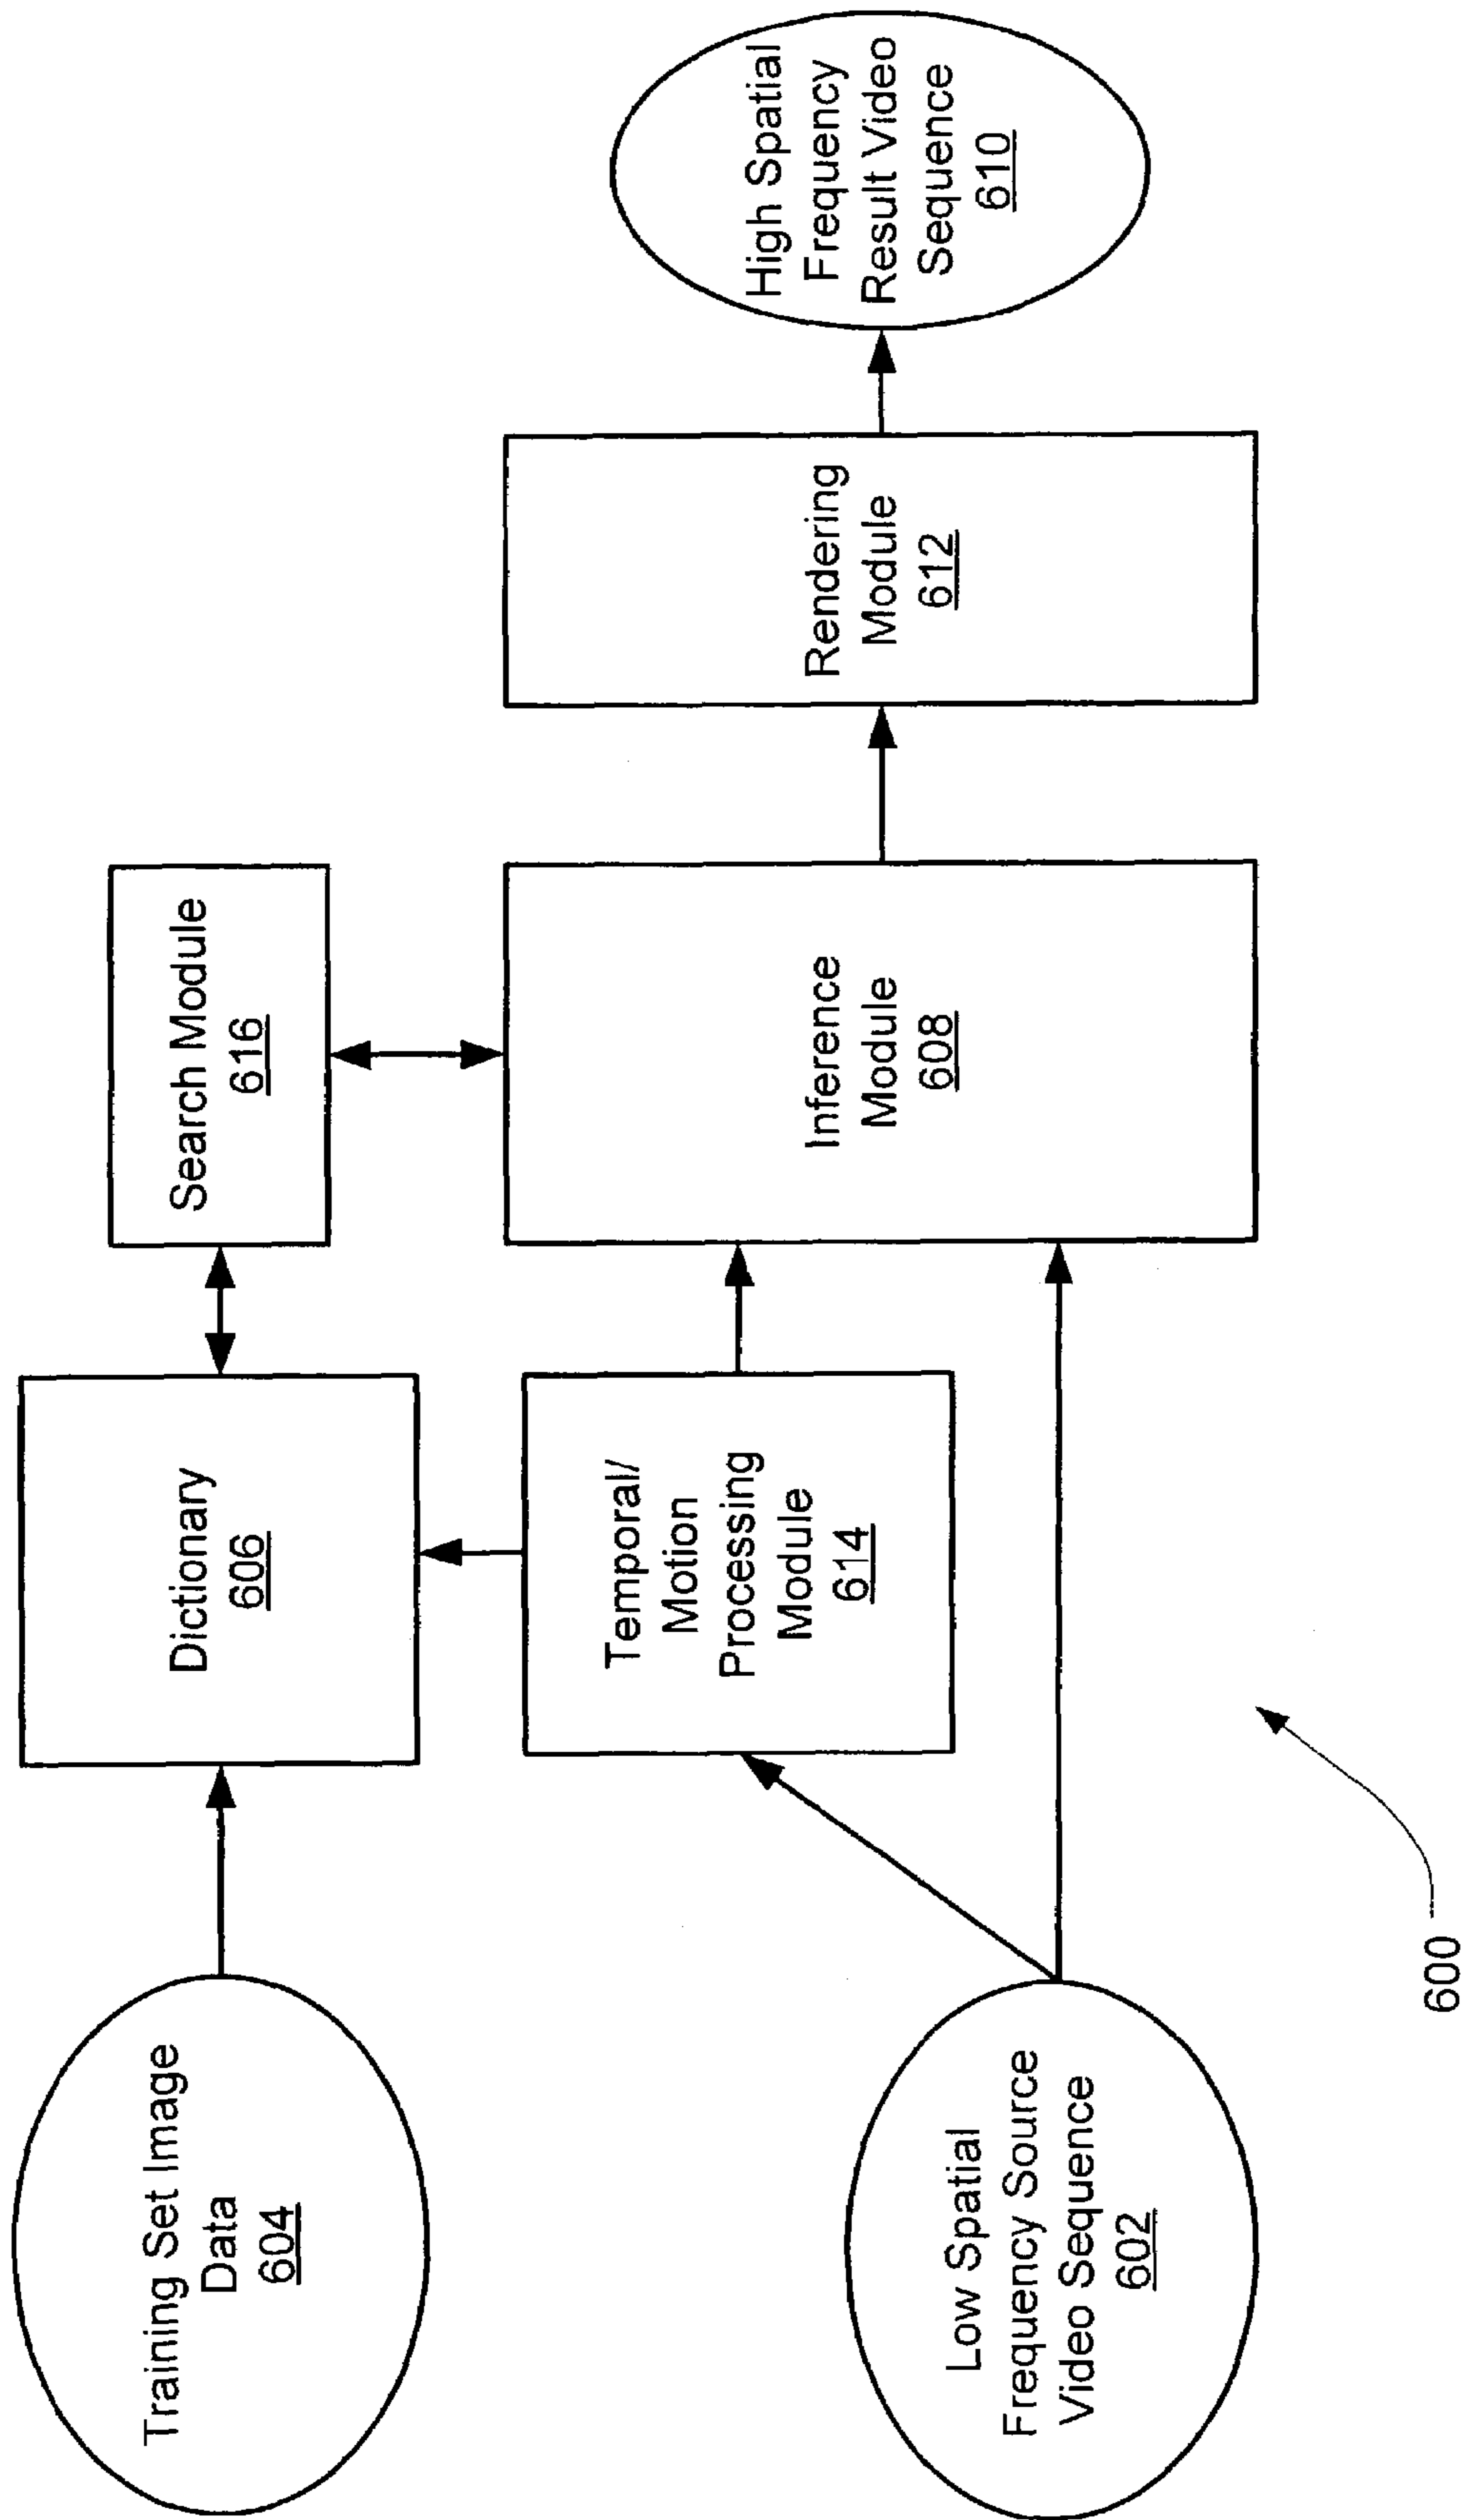 Training Set Image
Data
604
Dictionary
606
Search Module
616
Low Spatial
Frequency Source
Video Sequence
602
Temporal/
Motion
Processing
Module
614
Inference
Module
608
Rendering
Module
612
High Spatial
Frequency
Result Video
Sequence
610
600